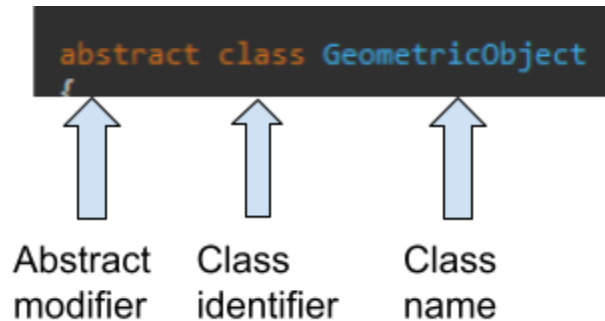 abstract class GeometricObject
{
Abstract modifier
Class identifier
Class name